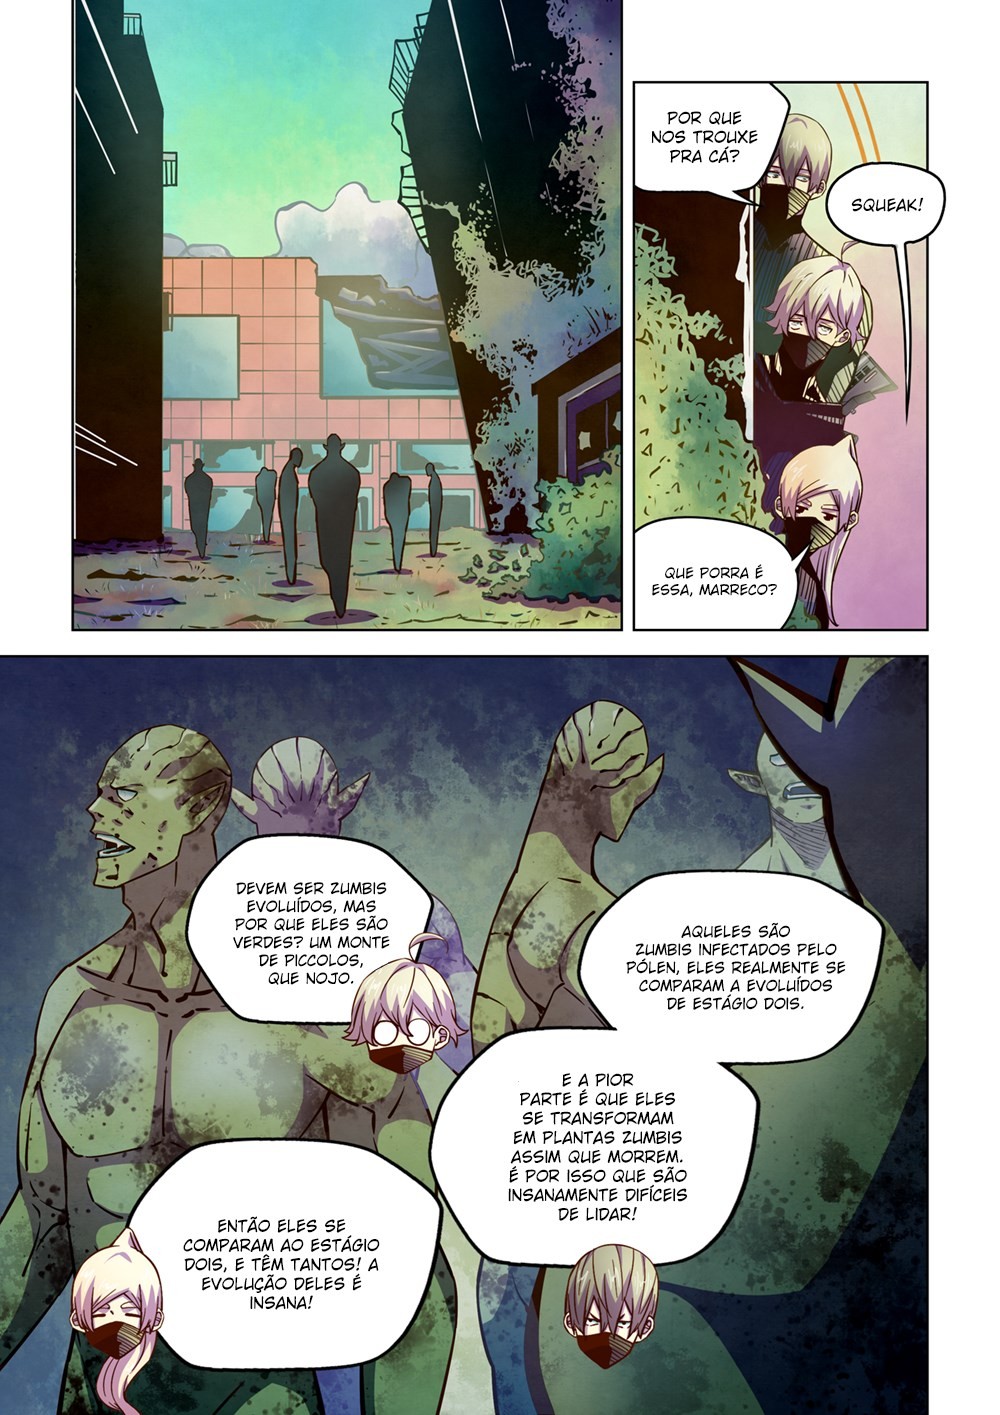 POR QUE
NOS TROUXE
PRA CÁ?
SQUEAK!
QUE PORRA É
ESSA, MARRECO?
DEVEM SER ZUMBIS
EVOLUÍDOS, MAS
POR QUE ELES SÃO
VERDES? UM MONTE
DE PICCOLOS,
QUE NOJO.
AQUELES SÃO
ZUMBIS INFECTADOS PELO
PÓLEN, ELES REALMENTE SE
COMPARAM A EVOLUÍDOS
DE ESTÁGIO DOIS.
E A PIOR
PARTE É QUE ELES
SE TRANSFORMAM
EM PLANTAS ZUMBIS
ASSIM QUE MORREM.
É POR ISSO QUE SÃO
INSANAMENTE DIFÍCEIS
DE LIDAR!
ENTÃO ELES SE
COMPARAM AO ESTÁGIO
DOIS, E TÊM TANTOS! A
EVOLUÇÃO DELES É
INSANA!